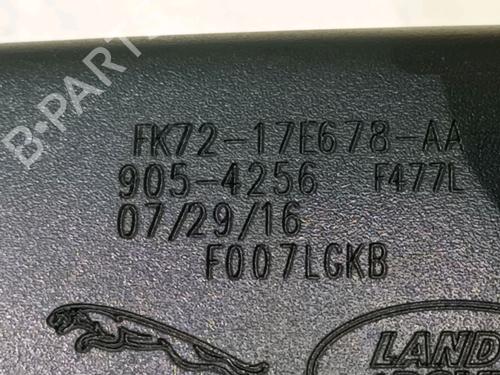 B-PARTS
FK72-17E678-AA
905-4256 F477L
07/29/16
F007LGKB
LAND